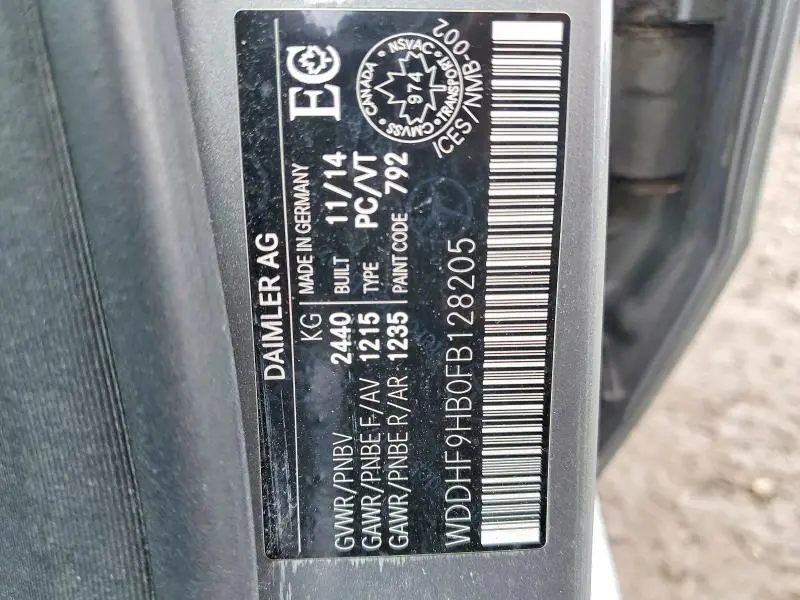 DAIMLER AG
MADE IN GERMANY
KG
GVWR/PNBV 2440 BUILT 11/14
GAWR/PNBE F/AV 1215 TYPE PC/VT
GAWR/PNBE R/AR 1235 PAINT CODE 792
EC
CANADA • NSVAC • TRANSPORT • CMVSS
974
ICES/NMB-002
WDDHF9HB0FB128205